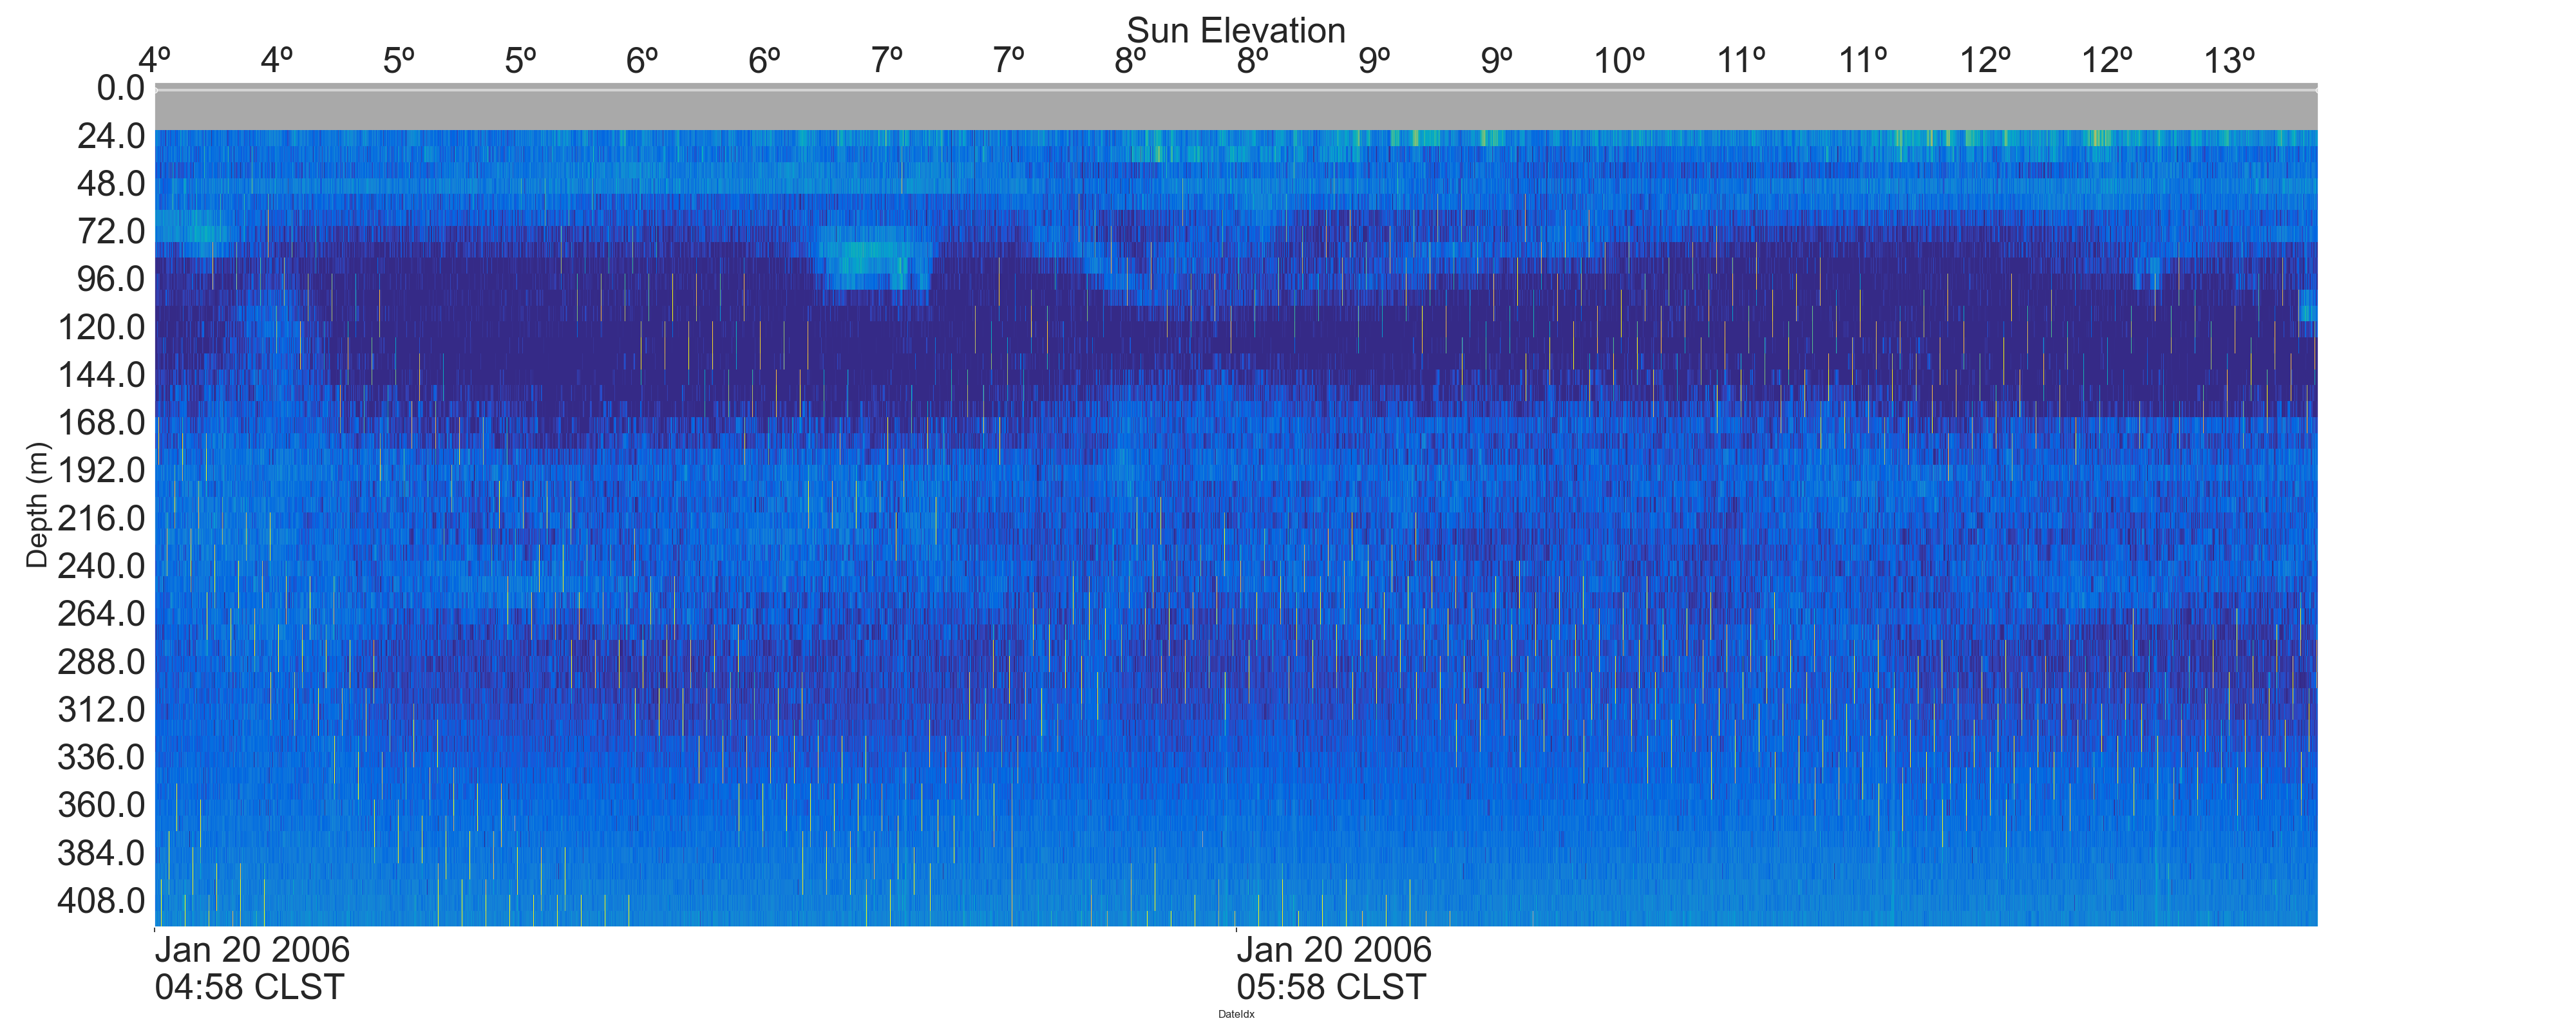 Sun Elevation
4º 4º 5º 5º 6º 6º 7º 7º 8º 8º 9º 9º 10º 11º 11º 12º 12º 13º
0.0
24.0
48.0
72.0
96.0
120.0
144.0
168.0
192.0
216.0
240.0
264.0
288.0
312.0
336.0
360.0
384.0
408.0
Depth (m)
Jan 20 2006
04:58 CLST
Jan 20 2006
05:58 CLST
DateIdx